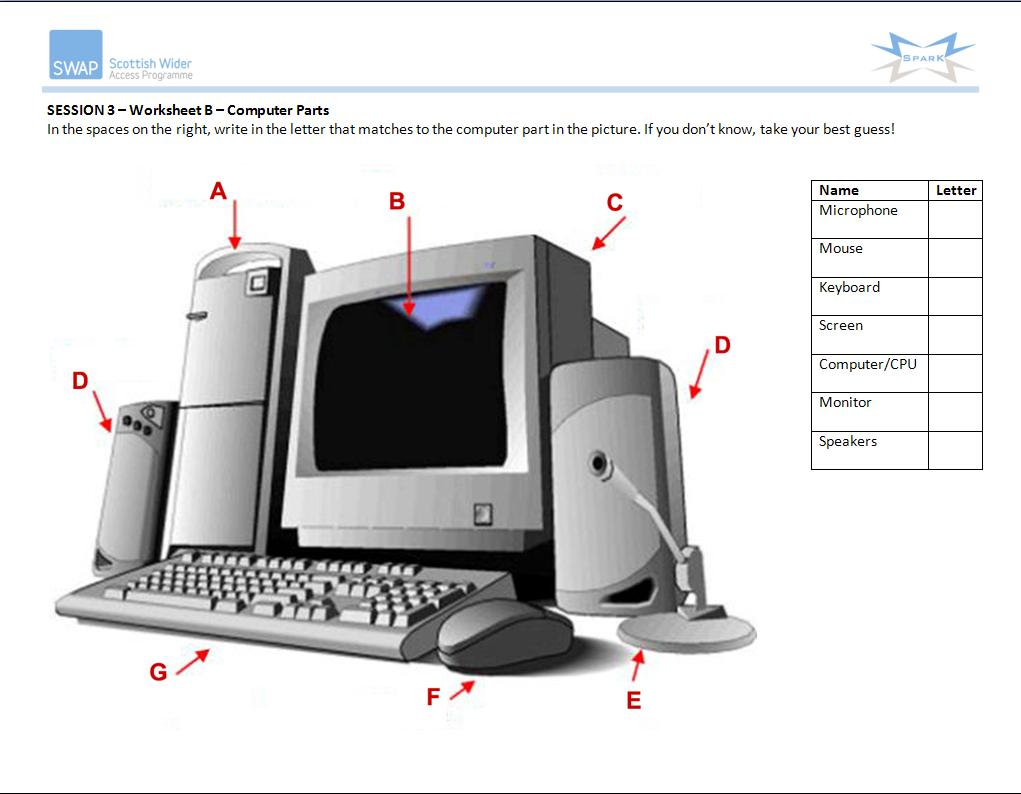 SWAP
Scottish Wider
Access Programme
SPARK
SESSION 3 – Worksheet B – Computer Parts
In the spaces on the right, write in the letter that matches to the computer part in the picture. If you don’t know, take your best guess!
A
B
C
D
D
G
F
E
Name Letter
Microphone
Mouse
Keyboard
Screen
Computer/CPU
Monitor
Speakers